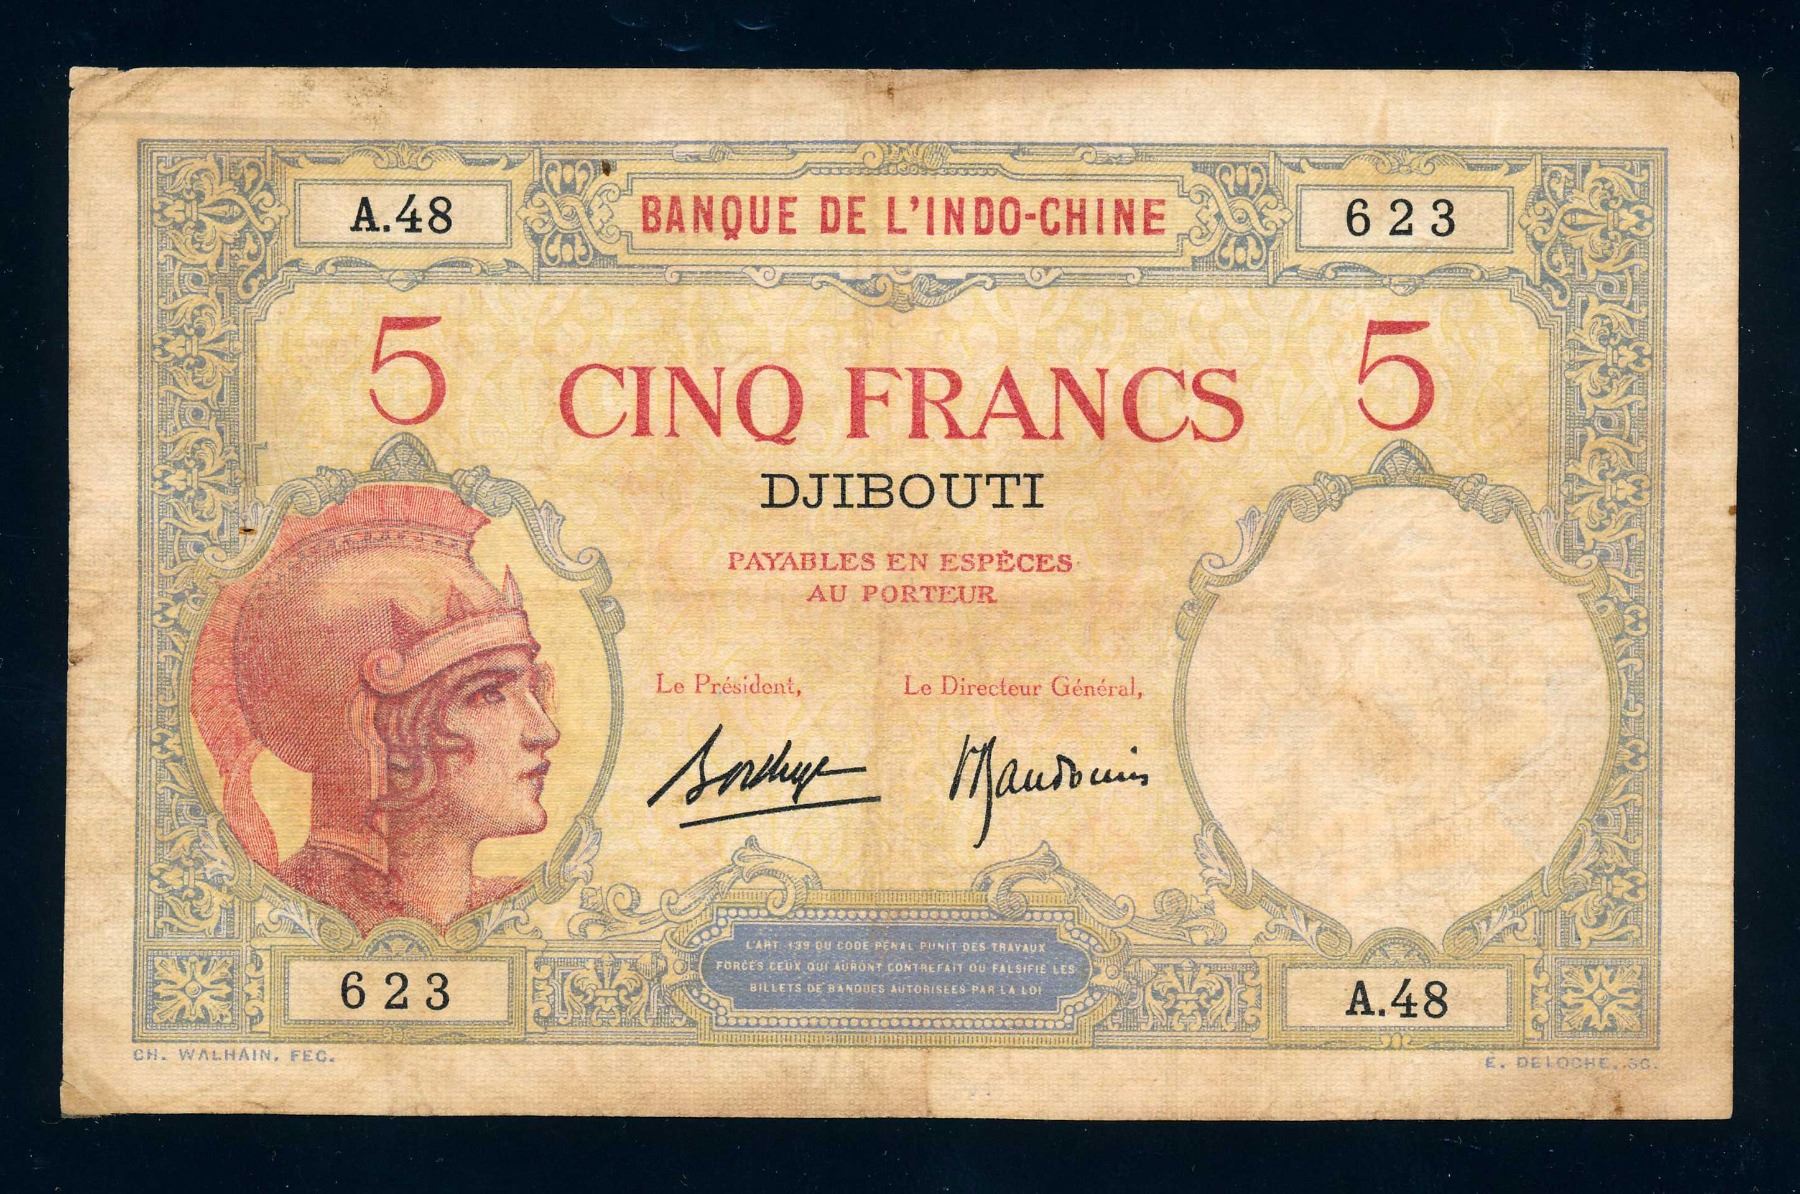 A.48
BANQUE DE L'INDO-CHINE
623
5
CINQ FRANCS
5
DJIBOUTI
PAYABLES EN ESPÈCES
AU PORTEUR
Le Président,
Le Directeur Général,
L'ART. 139 DU CODE PÉNAL PUNIT DES TRAVAUX
FORCÉS CEUX QUI AURONT CONTREFAIT OU FALSIFIÉ LES
BILLETS DE BANQUES AUTORISÉES PAR LA LOI
623
A.48
CH. WALHAIN, FEC.
E. DELOCHE, SC.